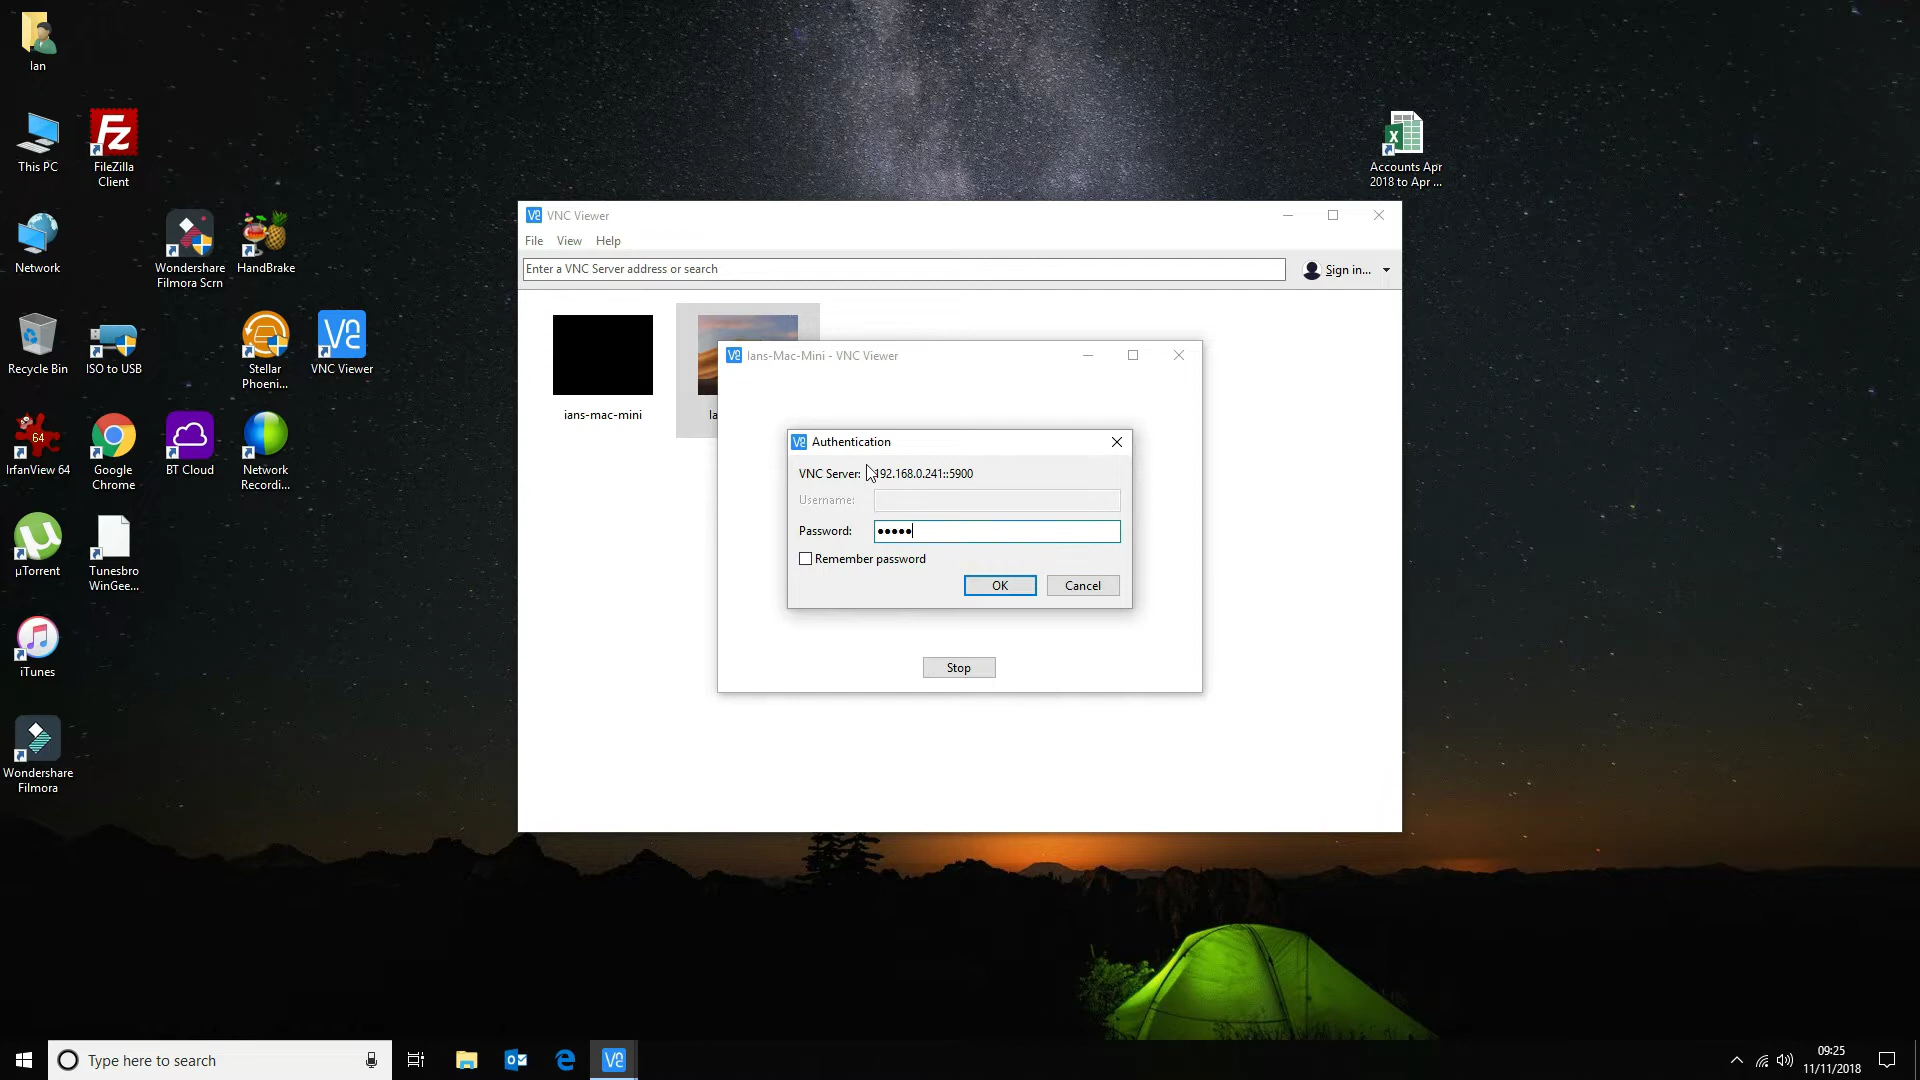 Ian
This PC
FileZilla
Client
Network
Wondershare
Filmora Scrn
HandBrake
Recycle Bin
ISO to USB
Stellar
Phoeni...
VNC Viewer
64
IrfanView 64
Google
Chrome
BT Cloud
Network
Recordi...
µTorrent
Tunesbro
WinGee...
iTunes
Wondershare
Filmora
Accounts Apr
2018 to Apr ...
VNC Viewer
File View Help
Enter a VNC Server address or search
Sign in...
ians-mac-mini
Ia
Ians-Mac-Mini - VNC Viewer
Authentication
VNC Server: 192.168.0.241::5900
Username:
Password: •••••
Remember password
OK Cancel
Stop
Type here to search
09:25
11/11/2018